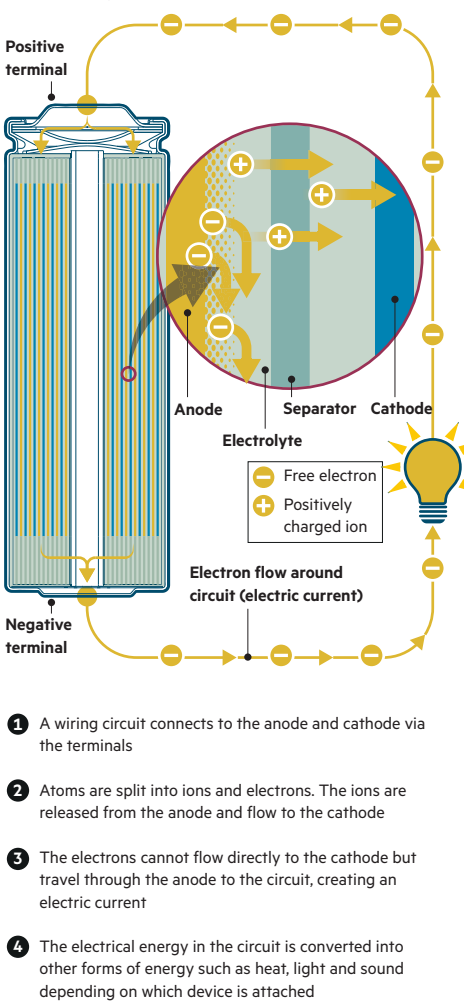 Positive
terminal
Anode
Separator
Cathode
Electrolyte
Free electron
Positively
charged ion
Electron flow around
circuit (electric current)
Negative
terminal
1 A wiring circuit connects to the anode and cathode via
the terminals
2 Atoms are split into ions and electrons. The ions are
released from the anode and flow to the cathode
3 The electrons cannot flow directly to the cathode but
travel through the anode to the circuit, creating an
electric current
4 The electrical energy in the circuit is converted into
other forms of energy such as heat, light and sound
depending on which device is attached